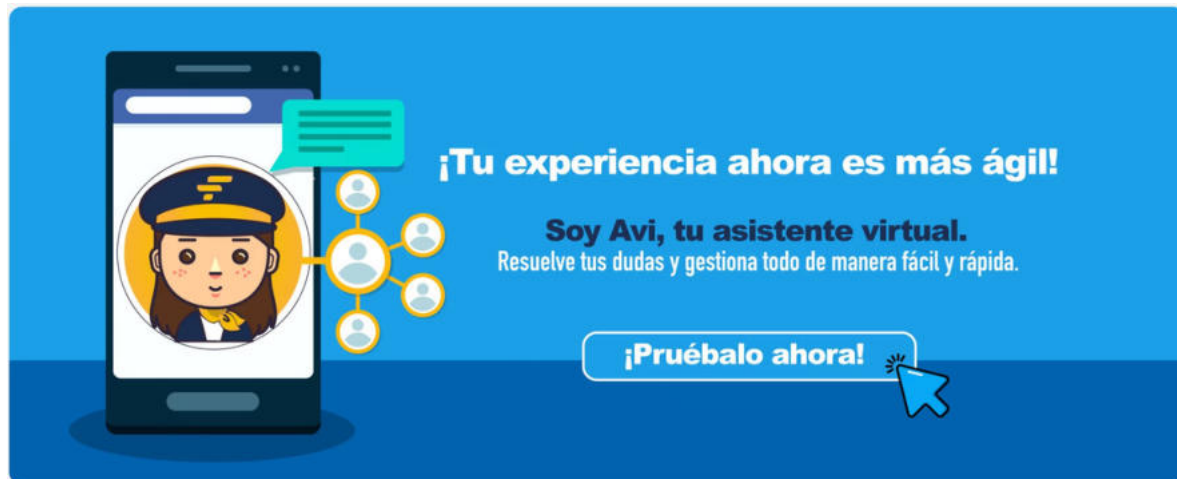 ¡Tu experiencia ahora es más ágil!
Soy Avi, tu asistente virtual.
Resuelve tus dudas y gestiona todo de manera fácil y rápida.
¡Pruébalo ahora!